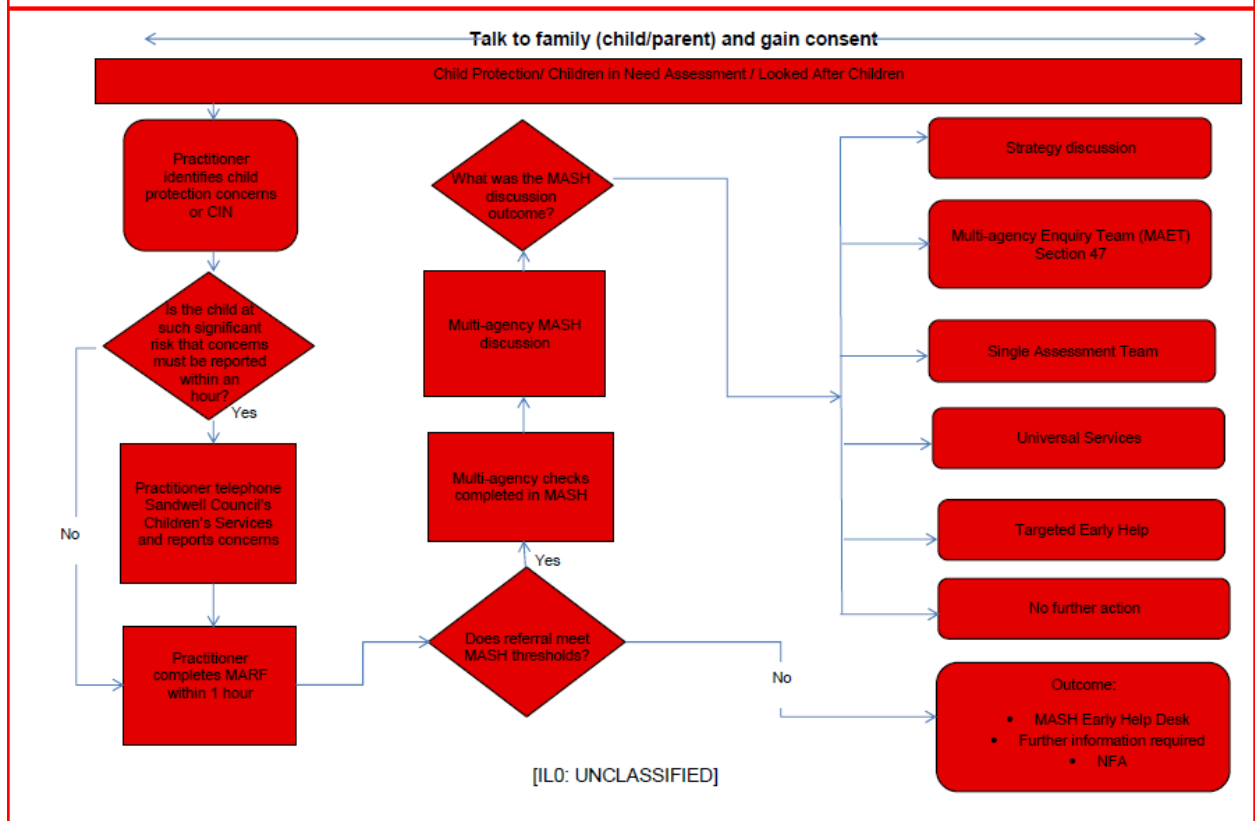 Talk to family (child/parent) and gain consent
Child Protection/ Children in Need Assessment / Looked After Children
Practitioner
identifies child
protection concerns
or CIN
Is the child at
such significant
risk that concerns
must be reported
within an
hour?
Yes
No
Practitioner telephone
Sandwell Council's
Children's Services
and reports concerns
Practitioner
completes MARF
within 1 hour
What was the MASH
discussion
outcome?
Multi-agency MASH
discussion
Multi-agency checks
completed in MASH
Yes
Does referral meet
MASH thresholds?
No
Strategy discussion
Multi-agency Enquiry Team (MAET)
Section 47
Single Assessment Team
Universal Services
Targeted Early Help
No further action
Outcome:
• MASH Early Help Desk
• Further information required
• NFA
[IL0: UNCLASSIFIED]